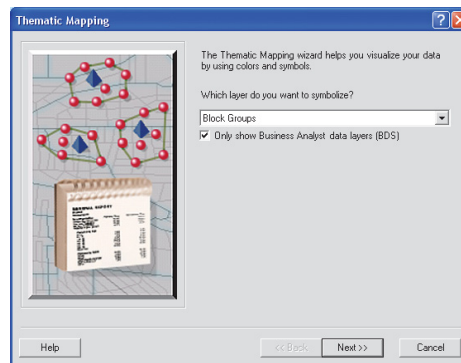 Thematic Mapping
The Thematic Mapping wizard helps you visualize your data
by using colors and symbols.
Which layer do you want to symbolize?
Block Groups
Only show Business Analyst data layers (BDS)
Help
<< Back
Next >>
Cancel